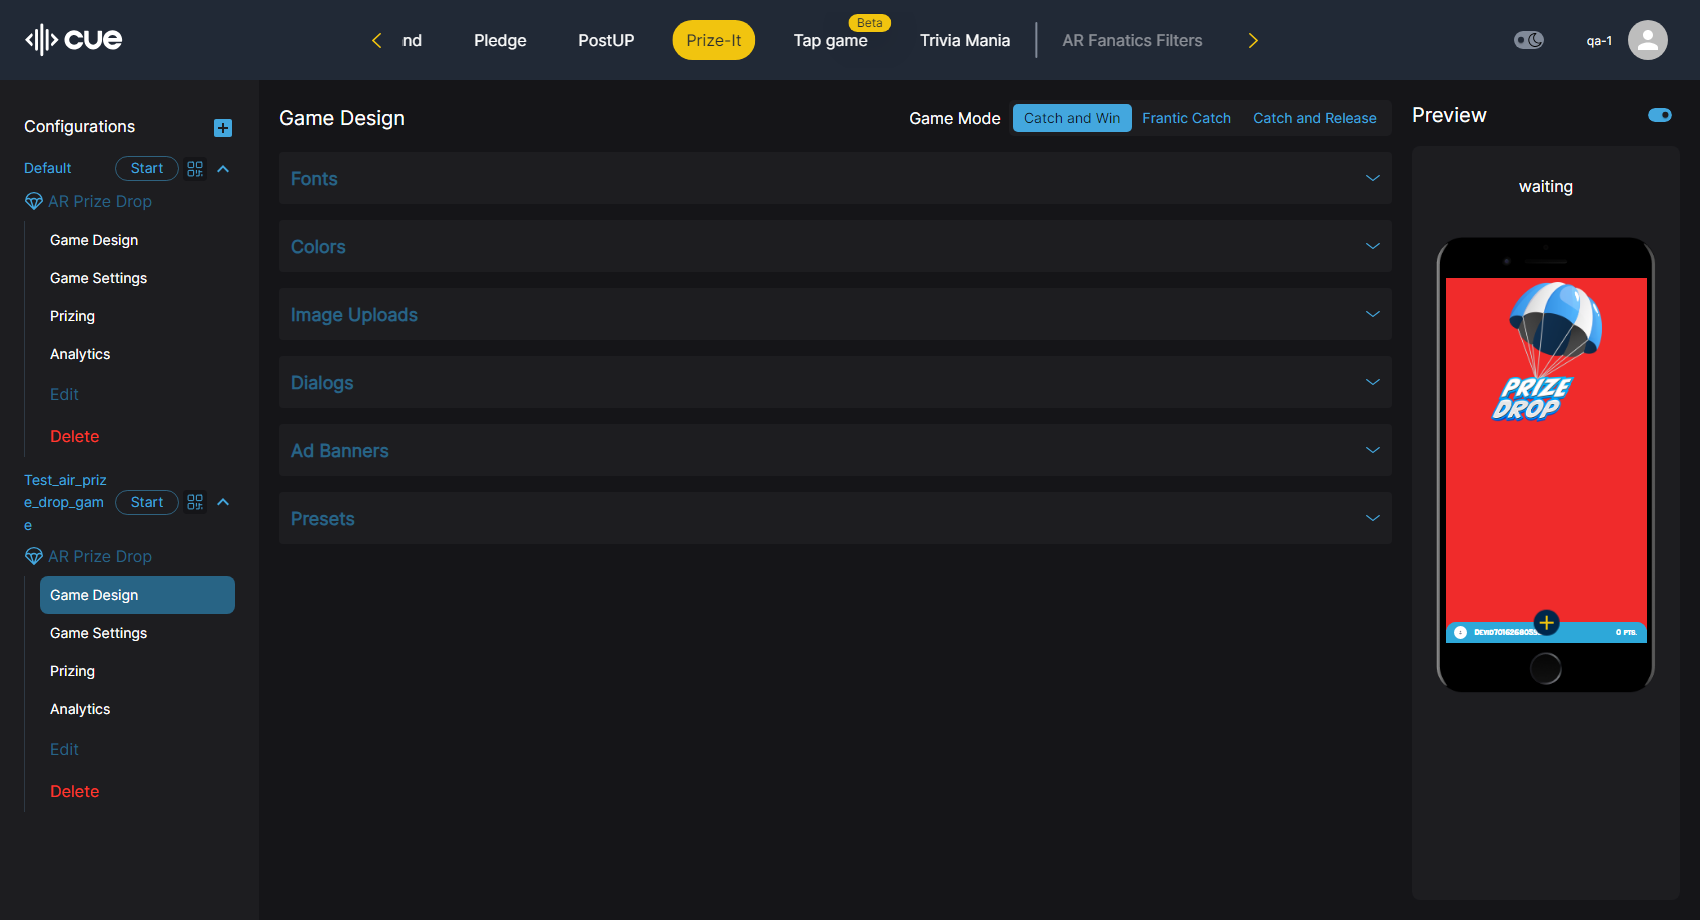 cue
nd
Pledge
PostUP
Prize-It
Beta
Tap game
Trivia Mania
AR Fanatics Filters
qa-1
Configurations
Default
Start
AR Prize Drop
Game Design
Game Settings
Prizing
Analytics
Edit
Delete
Test_air_priz
e_drop_gam
e
Start
AR Prize Drop
Game Design
Game Settings
Prizing
Analytics
Edit
Delete
Game Design
Game Mode
Catch and Win
Frantic Catch
Catch and Release
Fonts
Colors
Image Uploads
Dialogs
Ad Banners
Presets
Preview
waiting
PRIZE
DROP
0 PTS.